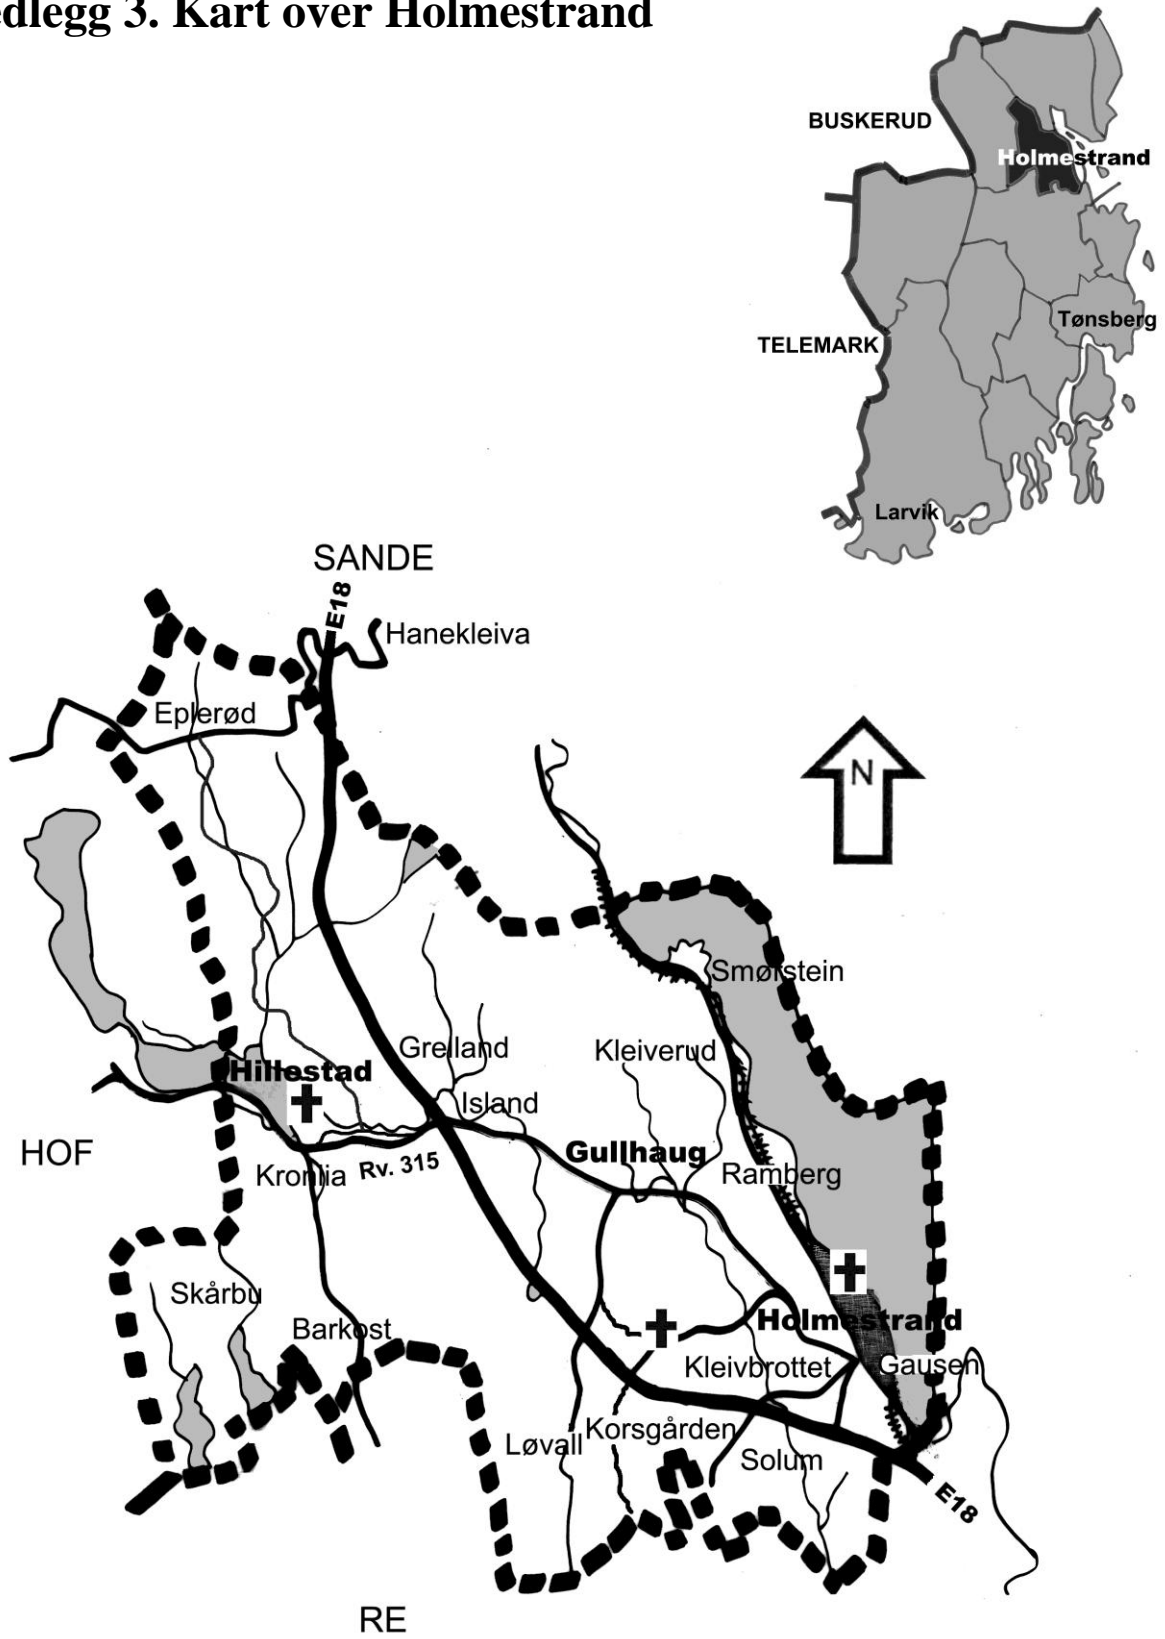 edlegg 3. Kart over Holmestrand
BUSKERUD
Holmestrand
Tønsberg
TELEMARK
Larvik
SANDE
E18
Hanekleiva
Eplerød
N
Smørstein
Grelland
Kleiverud
Hillestad
Island
HOF
Gullhaug
Kronlia
Rv. 315
Ramberg
Skårbu
Barkost
Holmestrand
Kleivbrottet
Gausen
Korsgården
Løvall
Solum
E18
RE